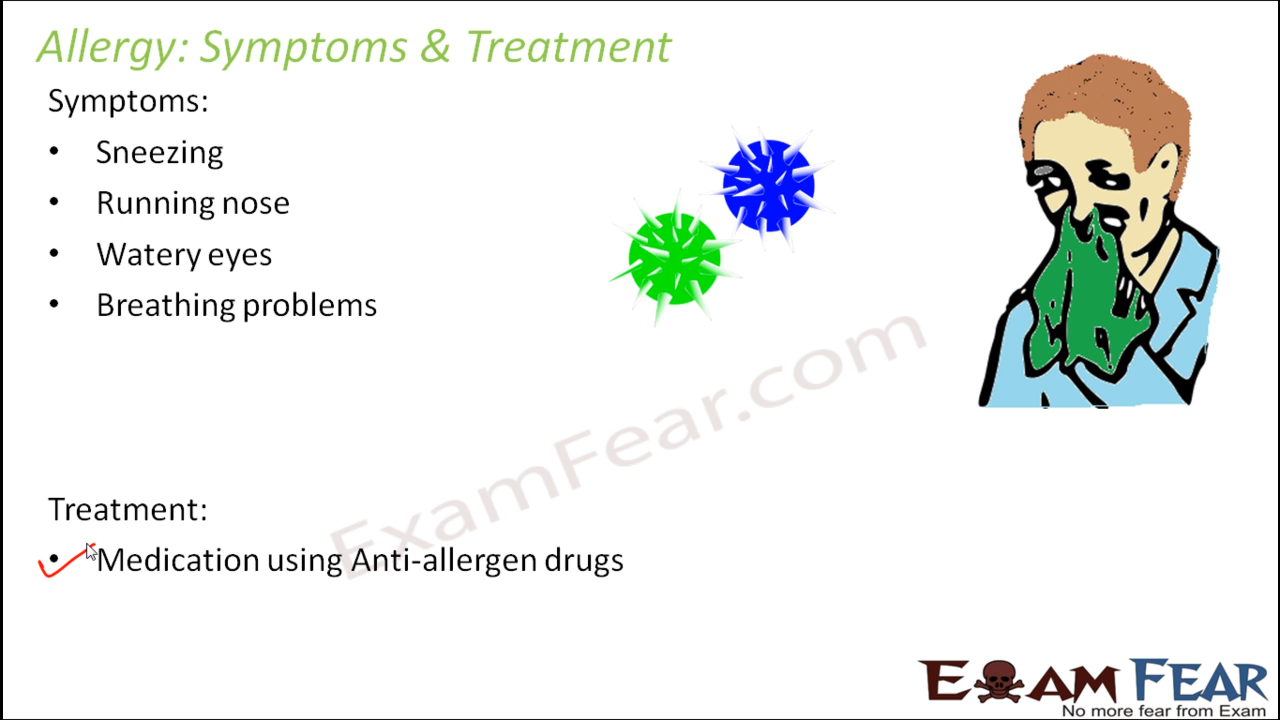 Allergy: Symptoms & Treatment
Symptoms:
• Sneezing
• Running nose
• Watery eyes
• Breathing problems
ExamFear.com
Treatment:
• Medication using Anti-allergen drugs
EXAM FEAR
No more fear from Exam